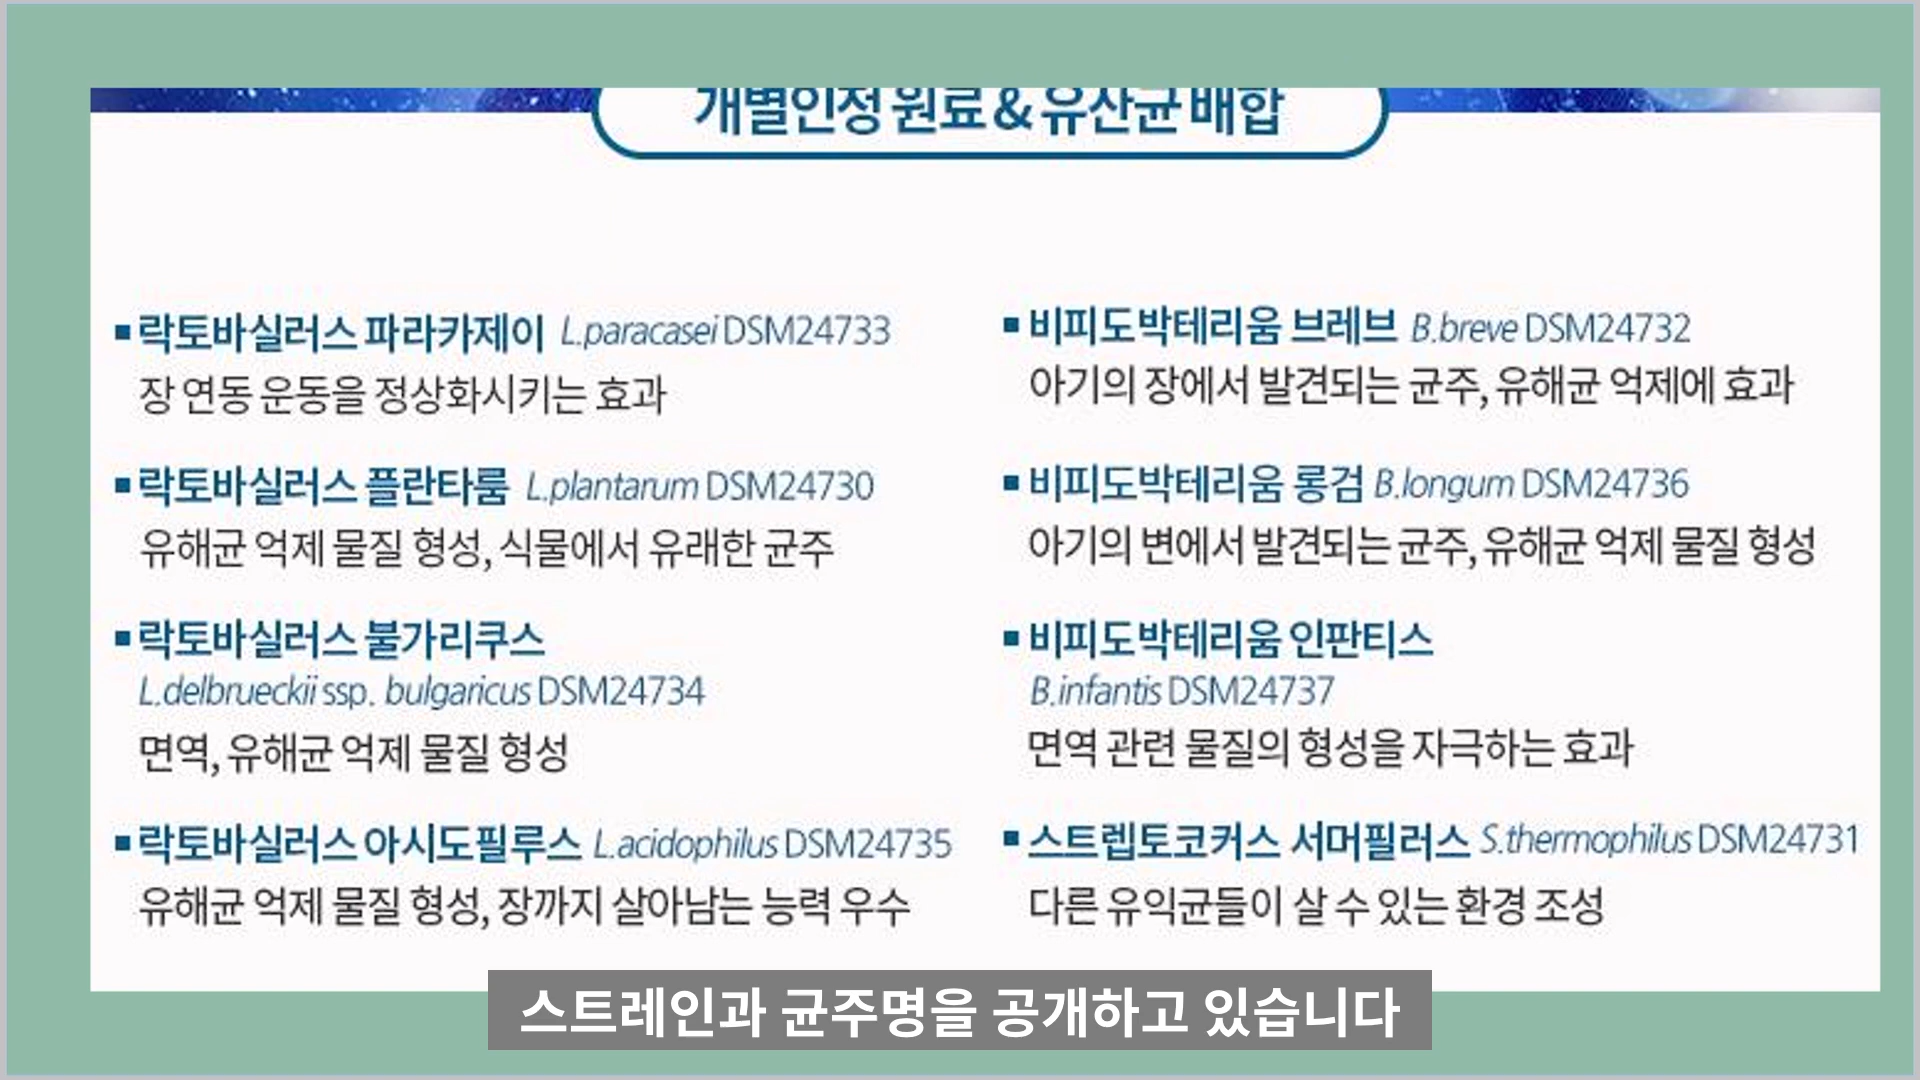 개별인정 원료 & 유산균 배합
▪락토바실러스 파라카제이 L.paracasei DSM24733
장 연동 운동을 정상화시키는 효과
▪락토바실러스 플란타룸 L.plantarum DSM24730
유해균 억제 물질 형성, 식물에서 유래한 균주
▪락토바실러스 불가리쿠스
L.delbrueckii ssp. bulgaricus DSM24734
면역, 유해균 억제 물질 형성
▪락토바실러스 아시도필루스 L.acidophilus DSM24735
유해균 억제 물질 형성, 장까지 살아남는 능력 우수
▪비피도박테리움 브레브 B.breve DSM24732
아기의 장에서 발견되는 균주, 유해균 억제에 효과
▪비피도박테리움 롱검 B.longum DSM24736
아기의 변에서 발견되는 균주, 유해균 억제 물질 형성
▪비피도박테리움 인판티스
B.infantis DSM24737
면역 관련 물질의 형성을 자극하는 효과
▪스트렙토코커스 서머필러스 S.thermophilus DSM24731
다른 유익균들이 살 수 있는 환경 조성
스트레인과 균주명을 공개하고 있습니다